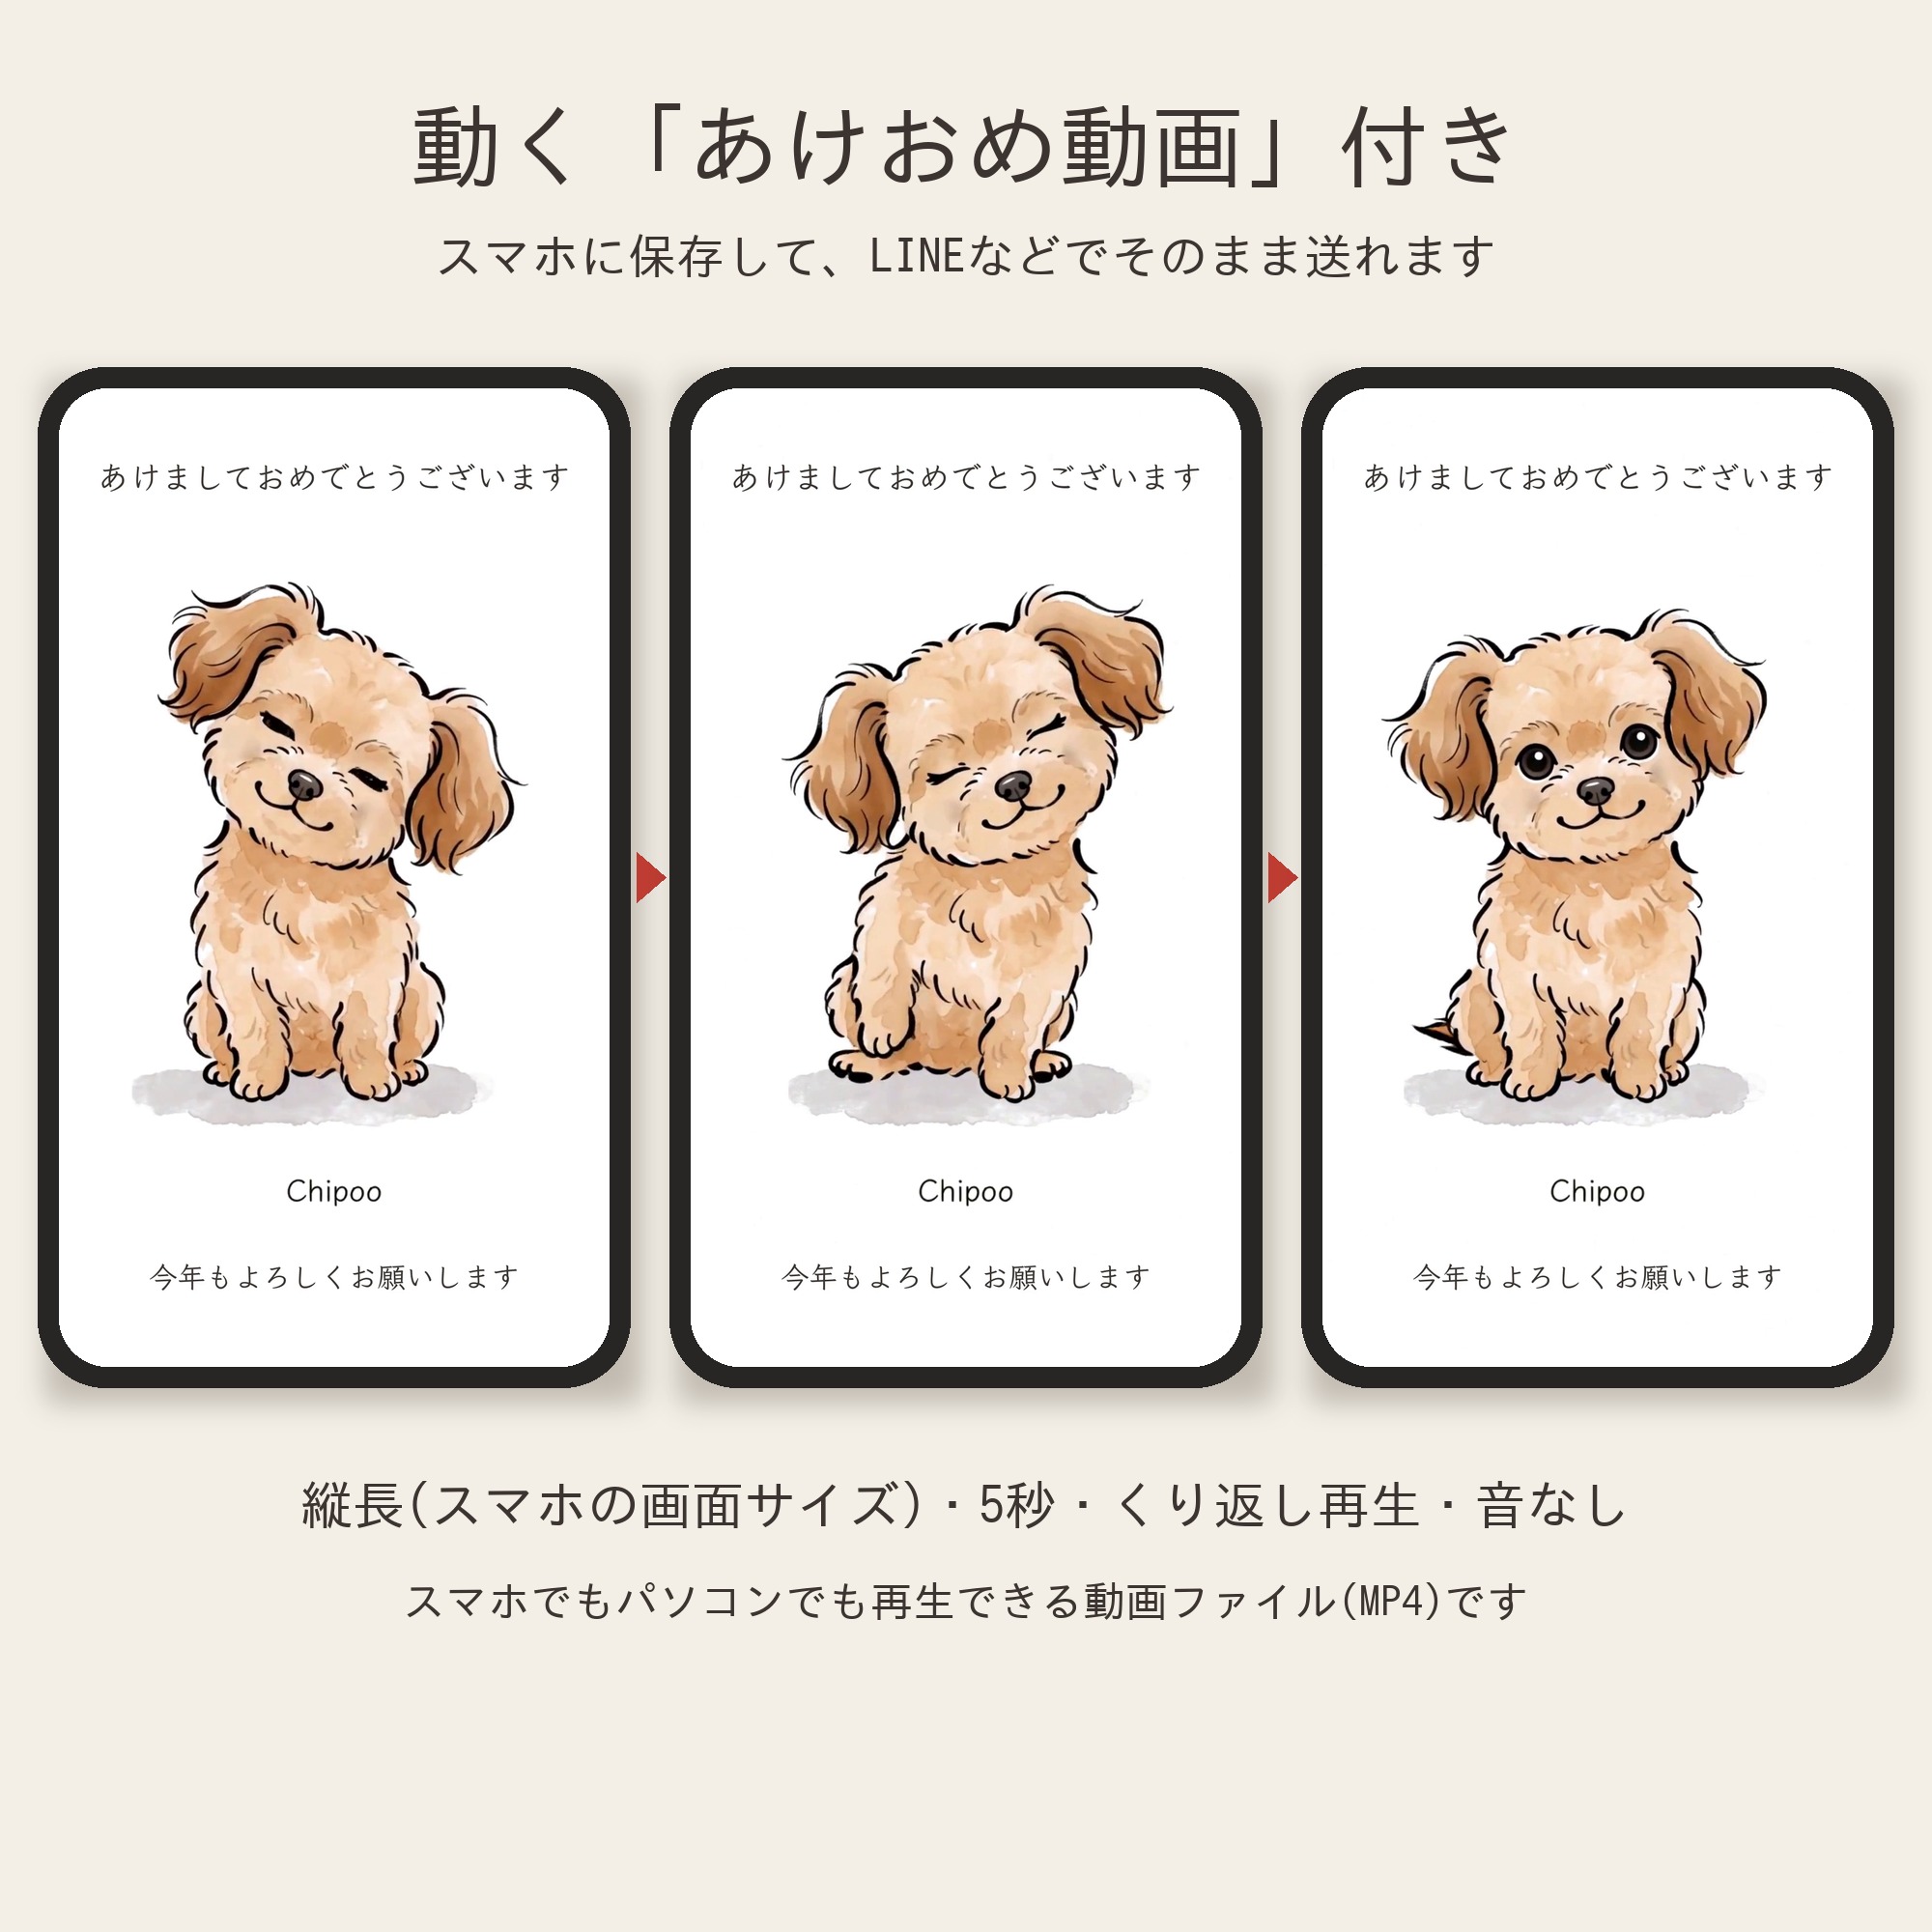 動く「あけおめ動画」付き
スマホに保存して、LINEなどでそのまま送れます
あけましておめでとうございます
Chipoo
今年もよろしくお願いします
あけましておめでとうございます
Chipoo
今年もよろしくお願いします
あけましておめでとうございます
Chipoo
今年もよろしくお願いします
縦長(スマホの画面サイズ)・5秒・くり返し再生・音なし
スマホでもパソコンでも再生できる動画ファイル(MP4)です